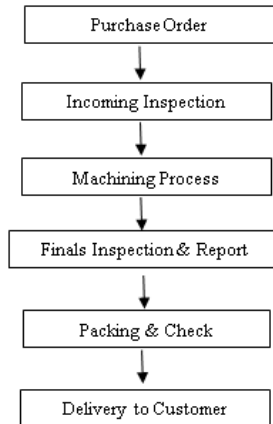 Purchase Order
Incoming Inspection
Machining Process
Finals Inspection & Report
Packing & Check
Delivery to Customer